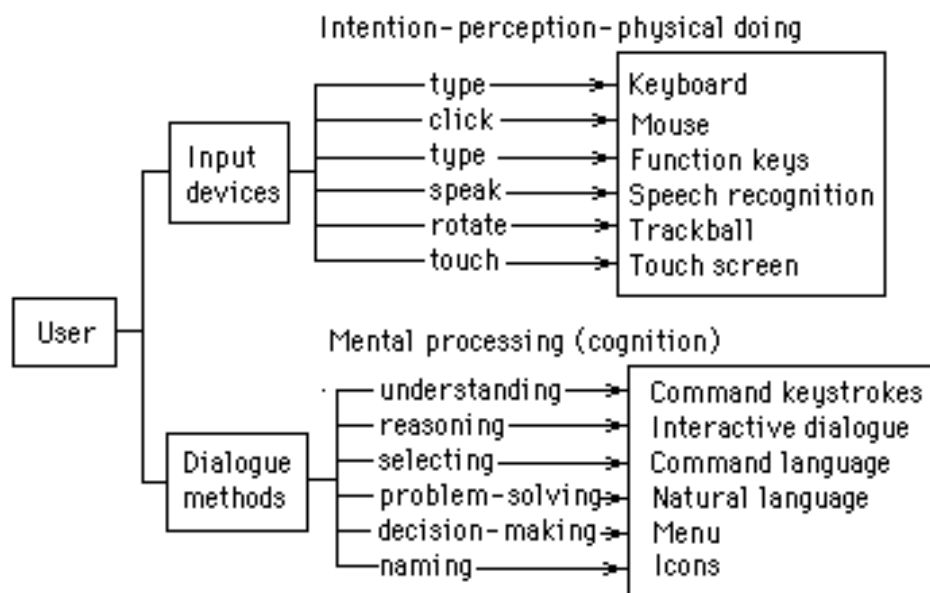 Intention-perception-physical doing
type Keyboard
click Mouse
Input devices
type Function keys
speak Speech recognition
rotate Trackball
touch Touch screen
User
Mental processing (cognition)
understanding Command keystrokes
reasoning Interactive dialogue
Dialogue methods
selecting Command language
problem-solving Natural language
decision-making Menu
naming Icons